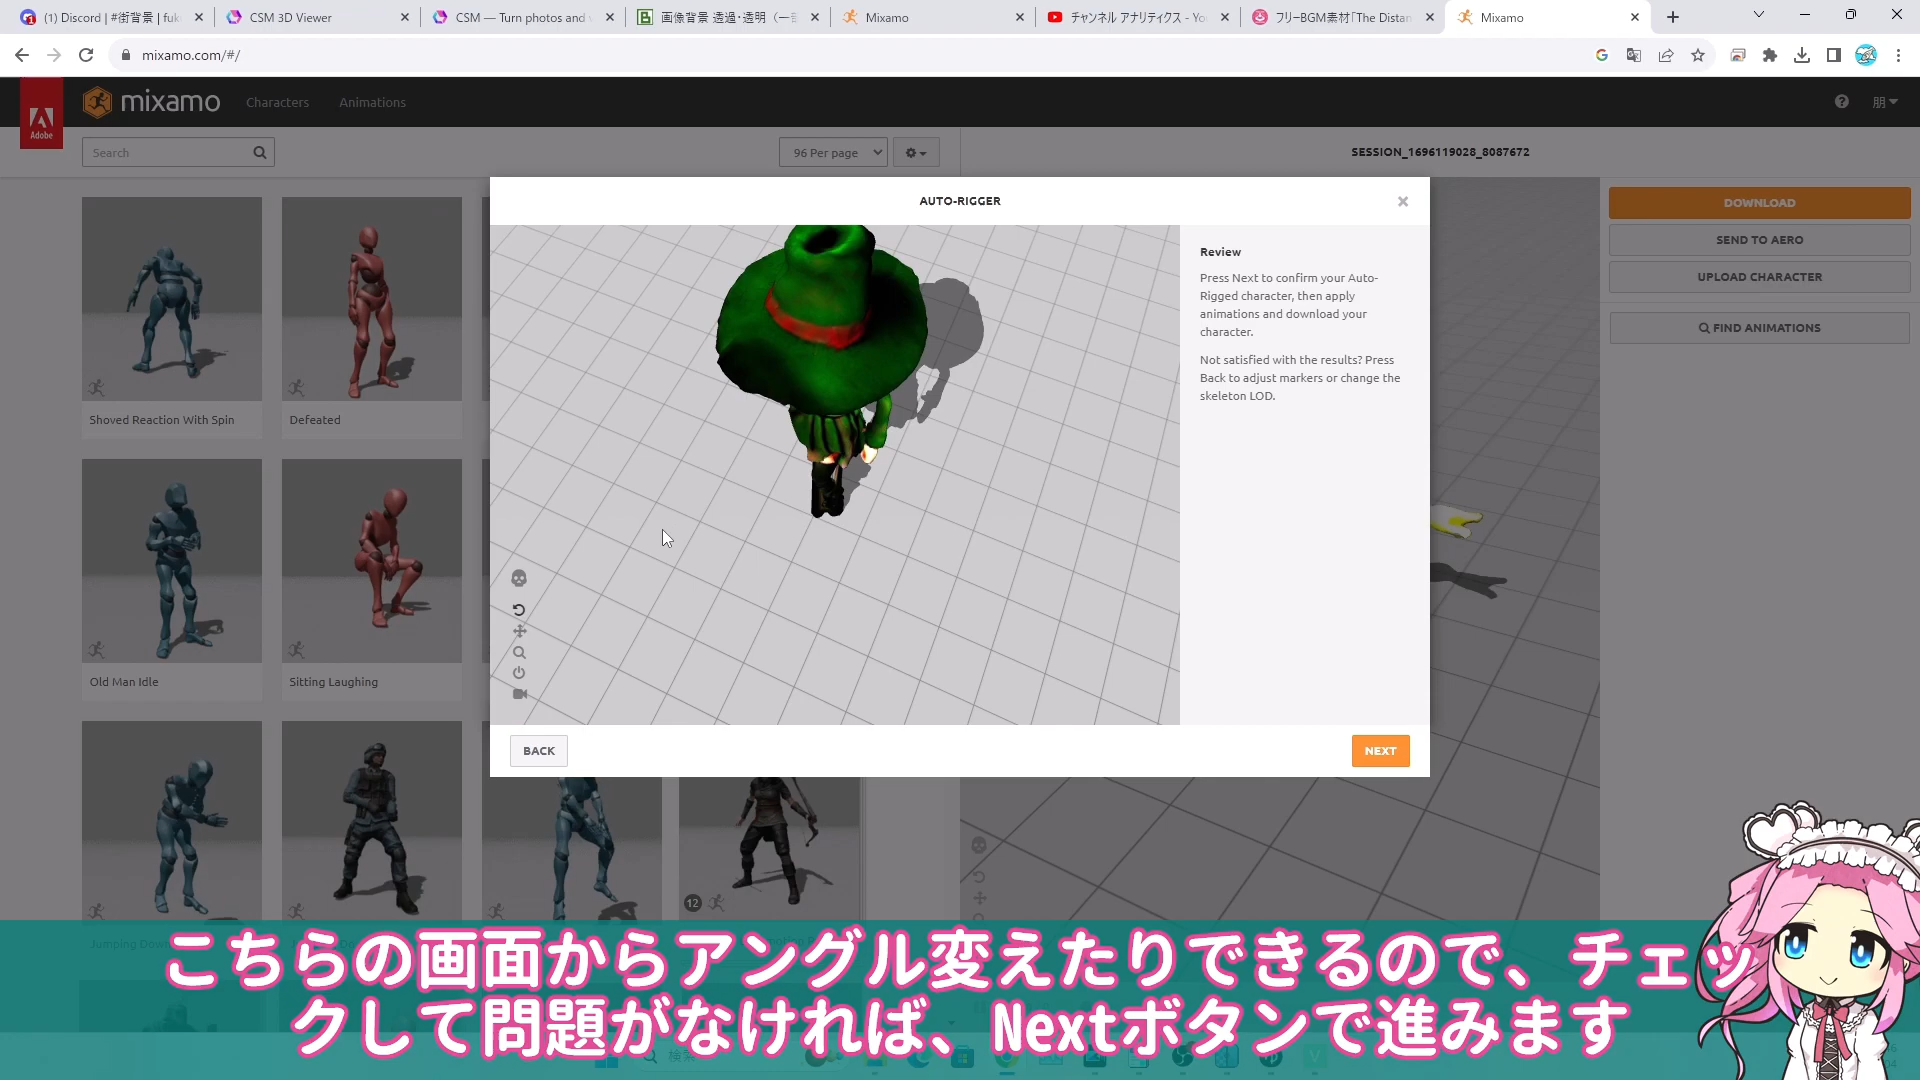 (1) Discord | #街背景 | fuk
CSM 3D Viewer
CSM — Turn photos and
画像背景 透過・透明（一
Mixamo
チャンネル アナリティクス - Yo
フリーBGM素材「The Distan
Mixamo
mixamo.com/#/
Adobe
mixamo
Characters
Animations
朋
Search
96 Per page
SESSION_1696119028_8087672
AUTO-RIGGER
DOWNLOAD
SEND TO AERO
UPLOAD CHARACTER
FIND ANIMATIONS
Review
Press Next to confirm your Auto-
Rigged character, then apply
animations and download your
character.
Not satisfied with the results? Press
Back to adjust markers or change the
skeleton LOD.
Shoved Reaction With Spin
Defeated
Old Man Idle
Sitting Laughing
BACK
NEXT
12
Jumping Down
こちらの画面からアングル変えたりできるので、チェッ
クして問題がなければ、Nextボタンで進みます
検索